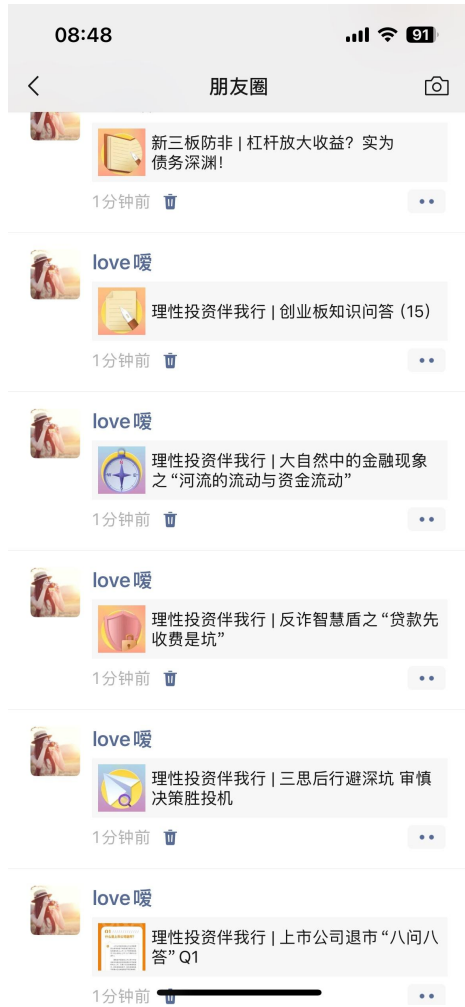 08:48
91
朋友圈
新三板防非 | 杠杆放大收益？实为
债务深渊！
1分钟前
love嗳
理性投资伴我行 | 创业板知识问答（15）
1分钟前
love嗳
理性投资伴我行 | 大自然中的金融现象
之“河流的流动与资金流动”
1分钟前
love嗳
理性投资伴我行 | 反诈智慧盾之“贷款先
收费是坑”
1分钟前
love嗳
理性投资伴我行 | 三思后行避深坑 审慎
决策胜投机
1分钟前
love嗳
理性投资伴我行 | 上市公司退市“八问八
答”Q1
1分钟前